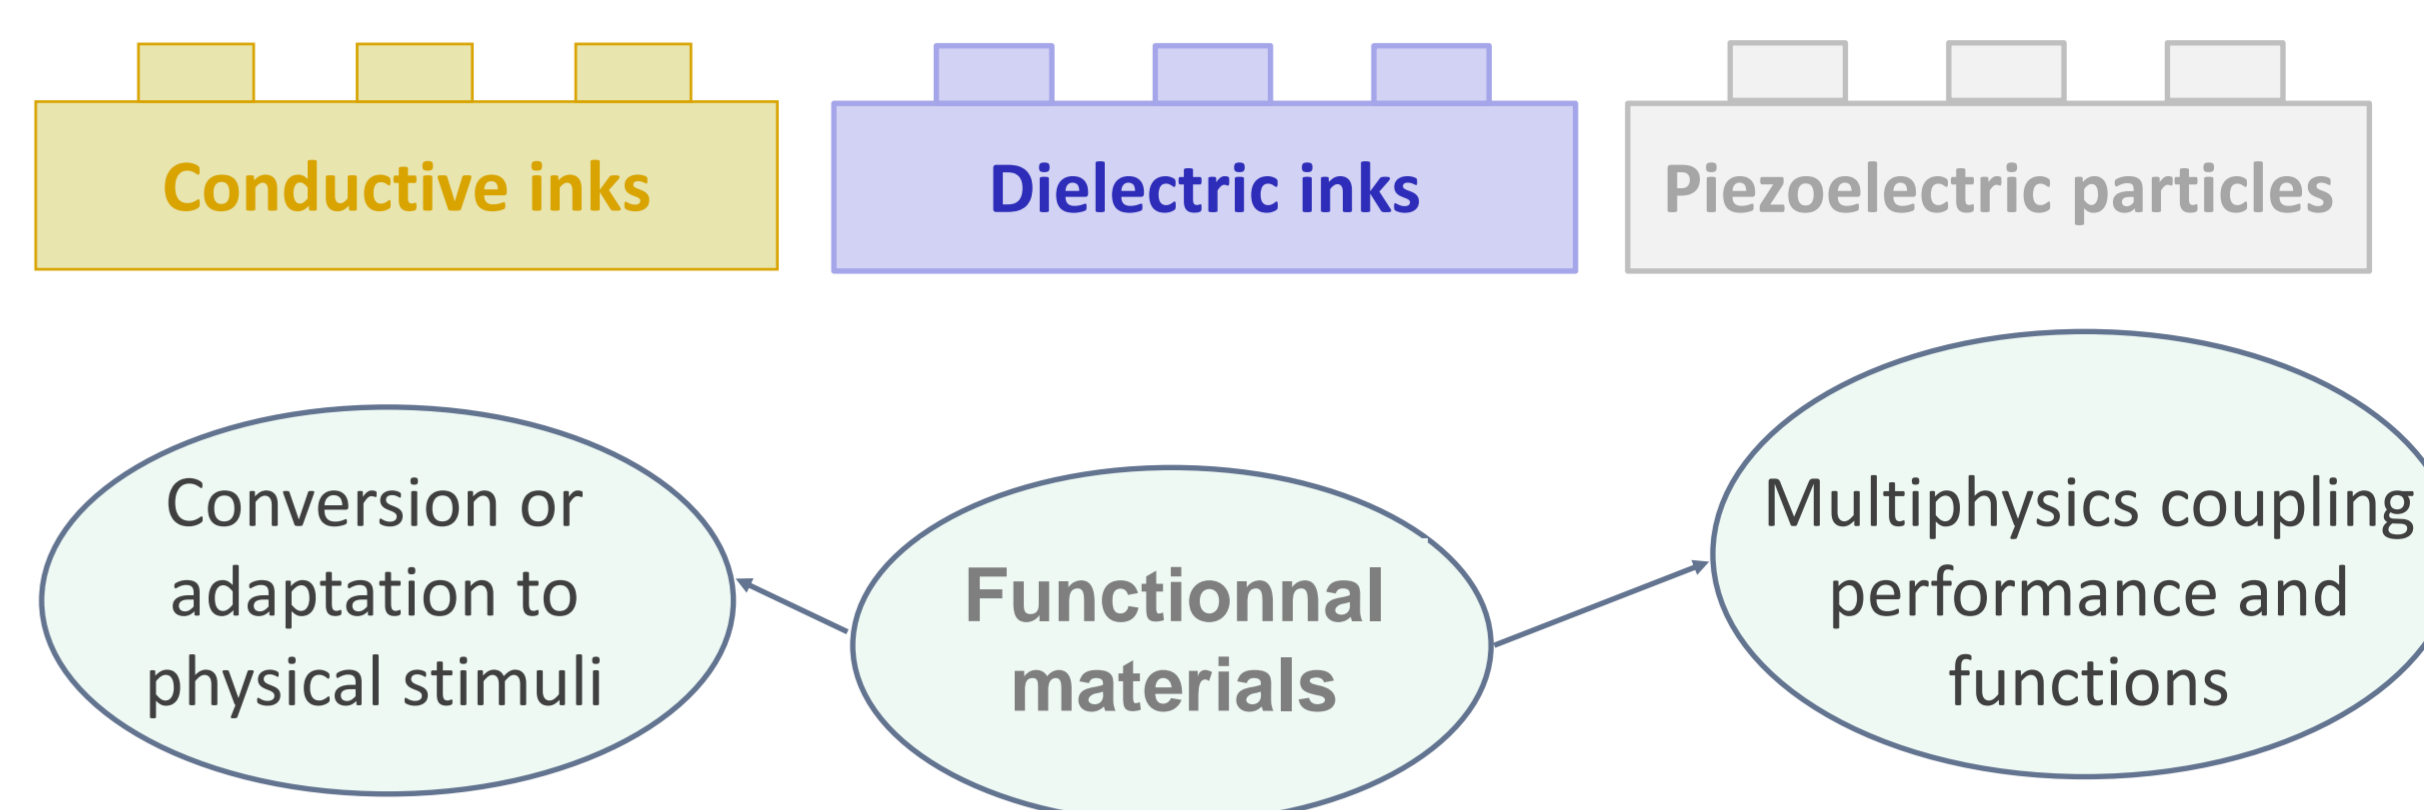 Conductive inks
Dielectric inks
Piezoelectric particles
Conversion or
adaptation to
physical stimuli
Functionnal
materials
Multiphysics coupling
performance and
functions